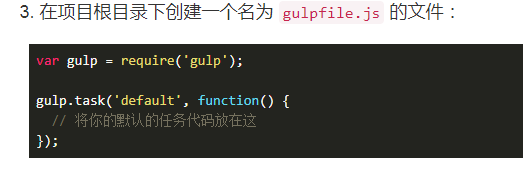 3. 在项目根目录下创建一个名为 gulpfile.js 的文件：
var gulp = require('gulp');
gulp.task('default', function() {
// 将你的默认的任务代码放在这
});